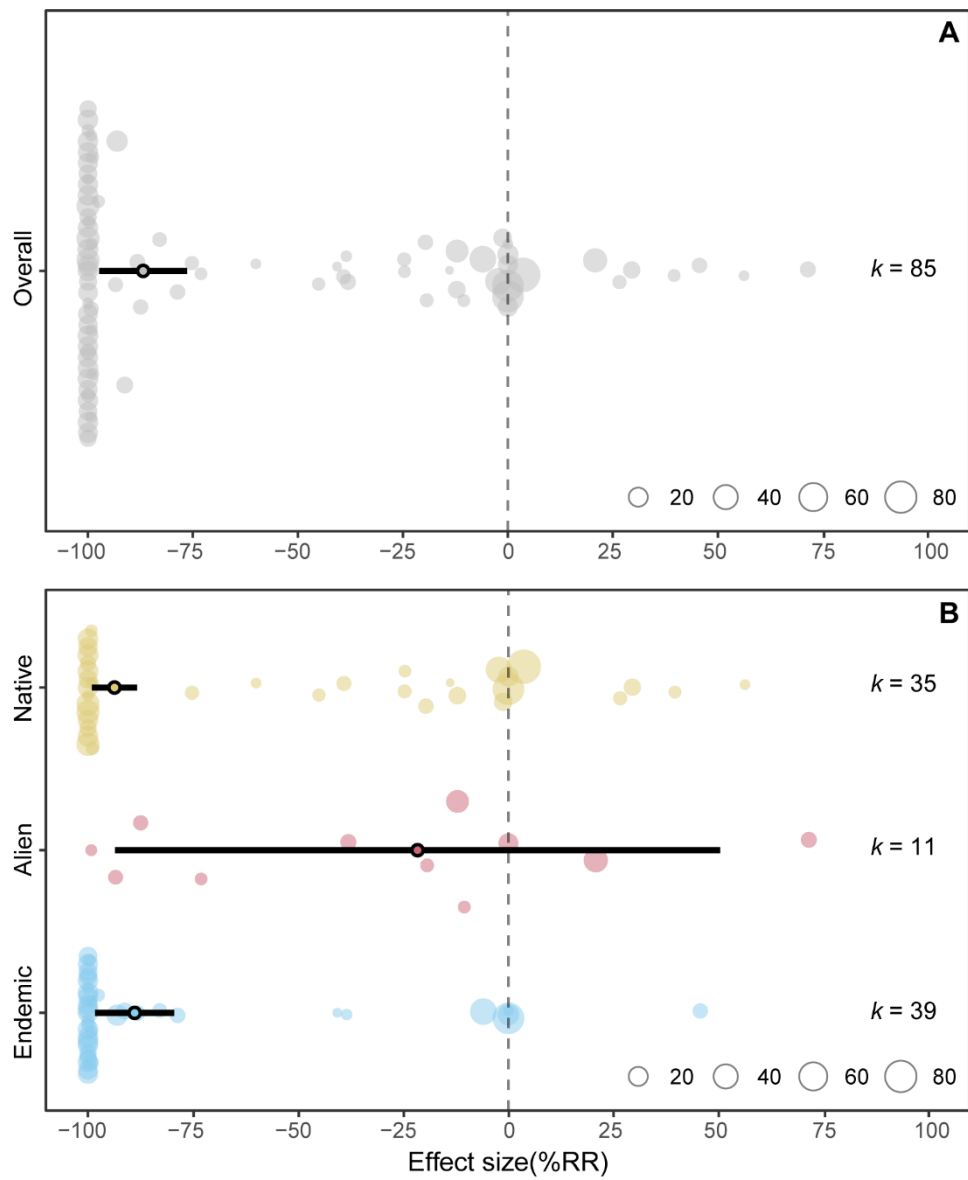 A
Overall
k = 85
20 40 60 80
−100 −75 −50 −25 0 25 50 75 100
B
Native
k = 35
Alien
k = 11
Endemic
k = 39
20 40 60 80
−100 −75 −50 −25 0 25 50 75 100
Effect size(%RR)